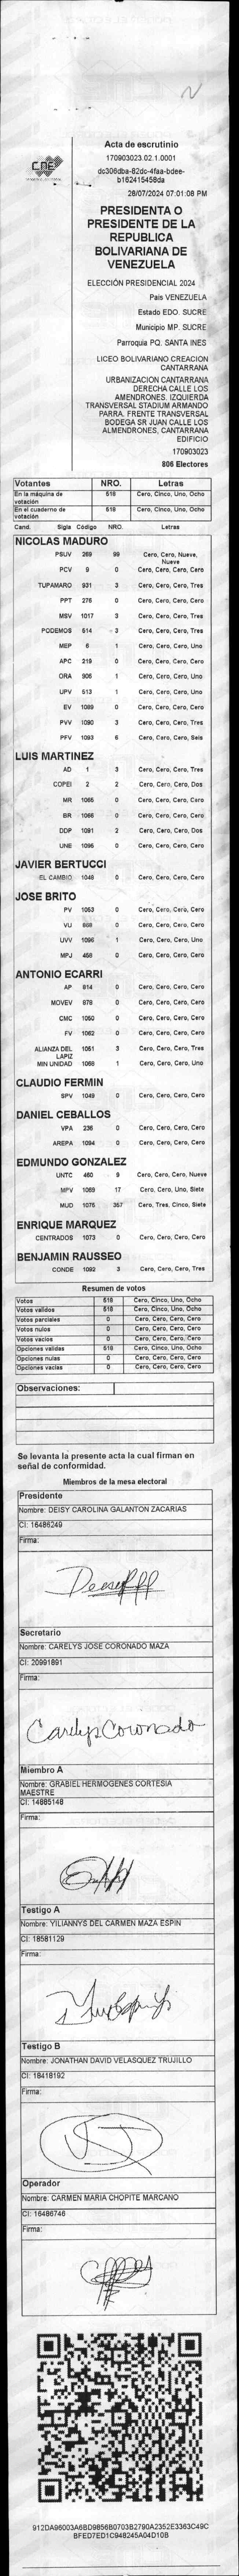 CNE
Acta de escrutinio
170903023.02.1.0001
dc306dba-82dc-4faa-bdee-
b162415458da
28/07/2024 07:01:08 PM
PRESIDENTA O
PRESIDENTE DE LA
REPUBLICA
BOLIVARIANA DE
VENEZUELA
ELECCIÓN PRESIDENCIAL 2024
Pais VENEZUELA
Estado EDO. SUCRE
Municipio MP. SUCRE
Parroquia PQ. SANTA INES
LICEO BOLIVARIANO CREACION
CANTARRANA
URBANIZACION CANTARRANA
DERECHA CALLE LOS
AMENDRONES. IZQUIERDA
TRANSVERSAL STADIUM ARMANDO
PARRA. FRENTE TRANSVERSAL
BODEGA SR JUAN CALLE LOS
ALMENDRONES, CANTARRANA
EDIFICIO
170903023
806 Electores
Votantes NRO. Letras
En la máquina de votación 518 Cero, Cinco, Uno, Ocho
En el cuaderno de votación 518 Cero, Cinco, Uno, Ocho
Cand. Sigla Código NRO. Letras
NICOLAS MADURO
PSUV 269 99 Cero, Cero, Nueve, Nueve
PCV 9 0 Cero, Cero, Cero, Cero
TUPAMARO 931 3 Cero, Cero, Cero, Tres
PPT 276 0 Cero, Cero, Cero, Cero
MSV 1017 3 Cero, Cero, Cero, Tres
PODEMOS 514 3 Cero, Cero, Cero, Tres
MEP 6 1 Cero, Cero, Cero, Uno
APC 219 0 Cero, Cero, Cero, Cero
ORA 906 1 Cero, Cero, Cero, Uno
UPV 513 1 Cero, Cero, Cero, Uno
EV 1089 0 Cero, Cero, Cero, Cero
PVV 1090 3 Cero, Cero, Cero, Tres
PFV 1093 6 Cero, Cero, Cero, Seis
LUIS MARTINEZ
AD 1 3 Cero, Cero, Cero, Tres
COPEI 2 2 Cero, Cero, Cero, Dos
MR 1065 0 Cero, Cero, Cero, Cero
BR 1066 0 Cero, Cero, Cero, Cero
DDP 1091 2 Cero, Cero, Cero, Dos
UNE 1095 0 Cero, Cero, Cero, Cero
JAVIER BERTUCCI
EL CAMBIO 1048 0 Cero, Cero, Cero, Cero
JOSE BRITO
PV 1053 0 Cero, Cero, Cero, Cero
VU 868 0 Cero, Cero, Cero, Cero
UVV 1096 1 Cero, Cero, Cero, Uno
MPJ 458 0 Cero, Cero, Cero, Cero
ANTONIO ECARRI
AP 814 0 Cero, Cero, Cero, Cero
MOVEV 878 0 Cero, Cero, Cero, Cero
CMC 1050 0 Cero, Cero, Cero, Cero
FV 1062 0 Cero, Cero, Cero, Cero
ALIANZA DEL LAPIZ 1051 3 Cero, Cero, Cero, Tres
MIN UNIDAD 1068 1 Cero, Cero, Cero, Uno
CLAUDIO FERMIN
SPV 1049 0 Cero, Cero, Cero, Cero
DANIEL CEBALLOS
VPA 236 0 Cero, Cero, Cero, Cero
AREPA 1094 0 Cero, Cero, Cero, Cero
EDMUNDO GONZALEZ
UNTC 460 9 Cero, Cero, Cero, Nueve
MPV 1069 17 Cero, Cero, Uno, Siete
MUD 1075 357 Cero, Tres, Cinco, Siete
ENRIQUE MARQUEZ
CENTRADOS 1073 0 Cero, Cero, Cero, Cero
BENJAMIN RAUSSEO
CONDE 1092 3 Cero, Cero, Cero, Tres
Resumen de votos
Votos 518 Cero, Cinco, Uno, Ocho
Votos validos 518 Cero, Cinco, Uno, Ocho
Votos parciales 0 Cero, Cero, Cero, Cero
Votos nulos 0 Cero, Cero, Cero, Cero
Votos vacios 0 Cero, Cero, Cero, Cero
Opciones validas 518 Cero, Cinco, Uno, Ocho
Opciones nulas 0 Cero, Cero, Cero, Cero
Opciones vacias 0 Cero, Cero, Cero, Cero
Observaciones:
Se levanta la presente acta la cual firman en
señal de conformidad.
Miembros de la mesa electoral
Presidente
Nombre: DEISY CAROLINA GALANTON ZACARIAS
CI: 16486249
Firma:
Secretario
Nombre: CARELYS JOSE CORONADO MAZA
CI: 20991891
Firma:
Carelys Coronado
Miembro A
Nombre: GRABIEL HERMOGENES CORTESIA
MAESTRE
CI: 14885148
Firma:
Testigo A
Nombre: YILIANNYS DEL CARMEN MAZA ESPIN
CI: 18581129
Firma:
Testigo B
Nombre: JONATHAN DAVID VELASQUEZ TRUJILLO
CI: 18418192
Firma:
Operador
Nombre: CARMEN MARIA CHOPITE MARCANO
CI: 16486746
Firma:
912DA96003A6BD9856B0703B2790A2352E3363C49C
BFED7ED1C948245A04D10B